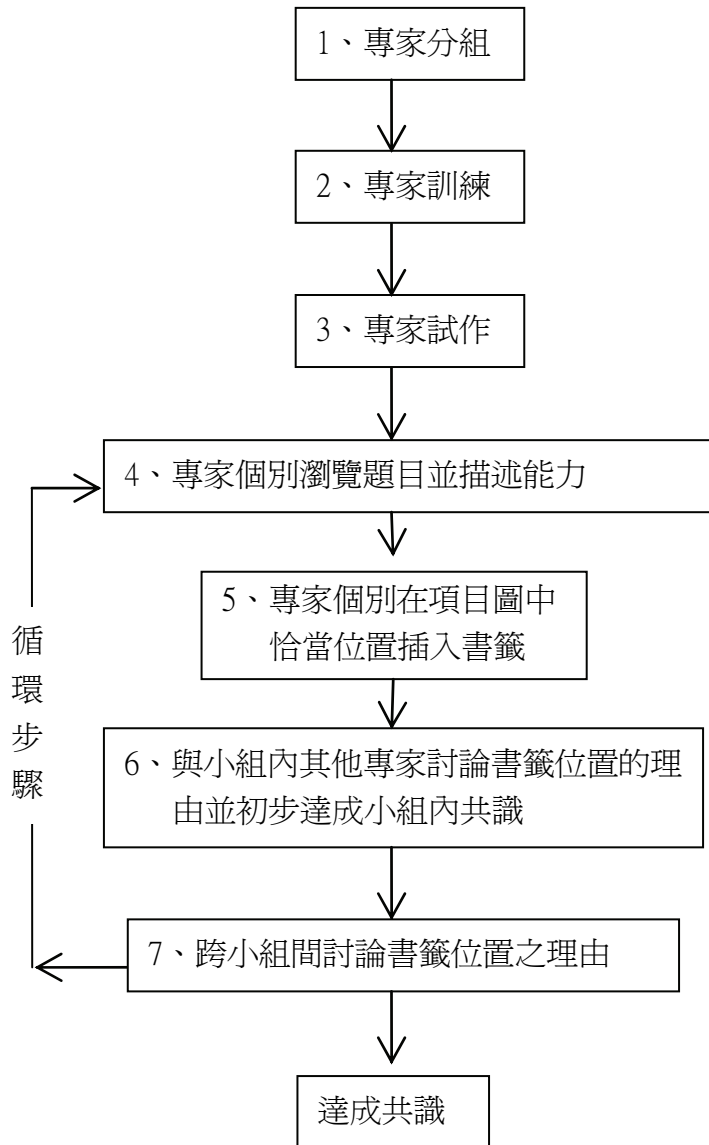 1、專家分組
2、專家訓練
3、專家試作
4、專家個別瀏覽題目並描述能力
5、專家個別在項目圖中
恰當位置插入書籤
6、與小組內其他專家討論書籤位置的理
由並初步達成小組內共識
7、跨小組間討論書籤位置之理由
達成共識
循
環
步
驟